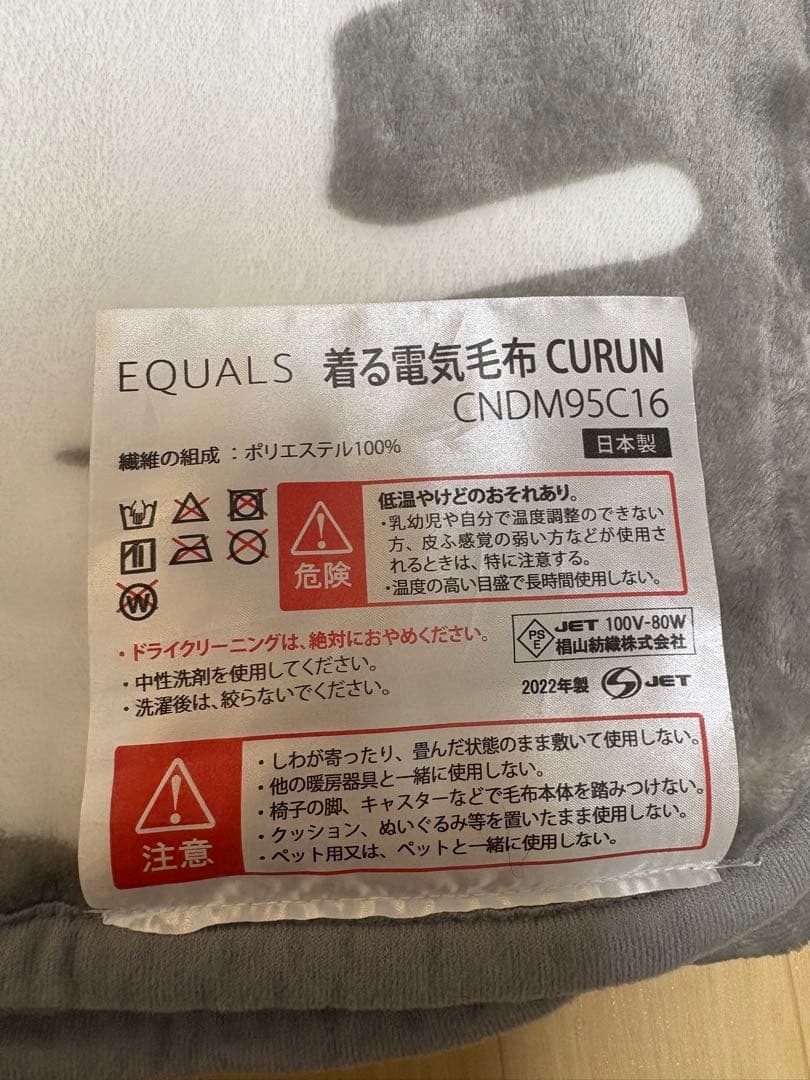 EQUALS 着る電気毛布 CURUN
CNDM95C16
日本製
繊維の組成 : ポリエステル100%
危険
低温やけどのおそれあり。
・乳幼児や自分で温度調整のできない
方、皮ふ感覚の弱い方などが使用さ
れるときは、特に注意する。
・温度の高い目盛で長時間使用しない。
W
・ドライクリーニングは、絶対におやめください。
・中性洗剤を使用してください。
・洗濯後は、絞らないでください。
PS
E
JET 100V-80W
椙山紡織株式会社
2022年製 S JET
注意
・しわが寄ったり、畳んだ状態のまま敷いて使用しない。
・他の暖房器具と一緒に使用しない。
・椅子の脚、キャスターなどで毛布本体を踏みつけない。
・クッション、ぬいぐるみ等を置いたまま使用しない。
・ペット用又は、ペットと一緒に使用しない。